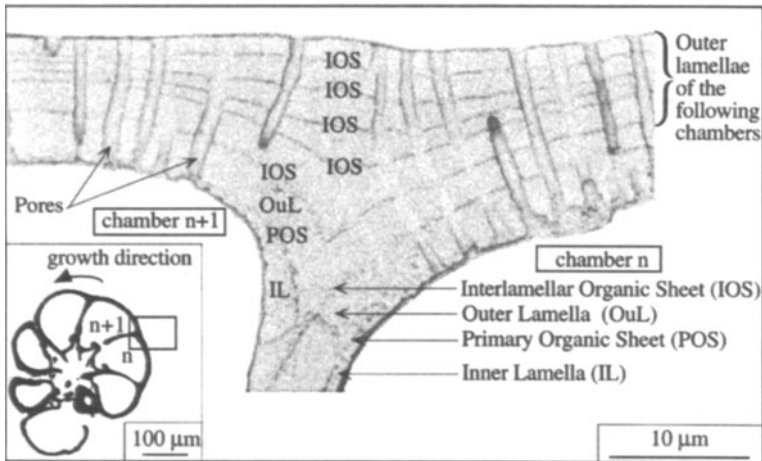 IOS
IOS
IOS
IOS
IOS
OuL
POS
IL
Outer
lamellae
of the
following
chambers
Pores
chamber n+1
chamber n
Interlamellar Organic Sheet (IOS)
Outer Lamella (OuL)
Primary Organic Sheet (POS)
Inner Lamella (IL)
growth direction
n+1
n
100 µm
10 µm